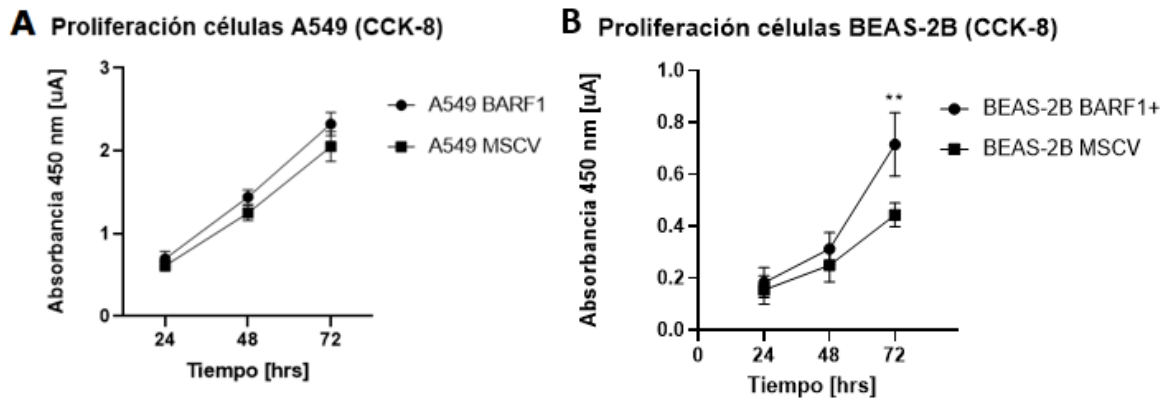 A Proliferación células A549 (CCK-8)
Absorbancia 450 nm [uA]
3
2
1
0
24 48 72
Tiempo [hrs]
A549 BARF1
A549 MSCV
B Proliferación células BEAS-2B (CCK-8)
Absorbancia 450 nm [uA]
1.0
0.8
0.6
0.4
0.2
0.0
0 24 48 72
Tiempo [hrs]
**
BEAS-2B BARF1+
BEAS-2B MSCV